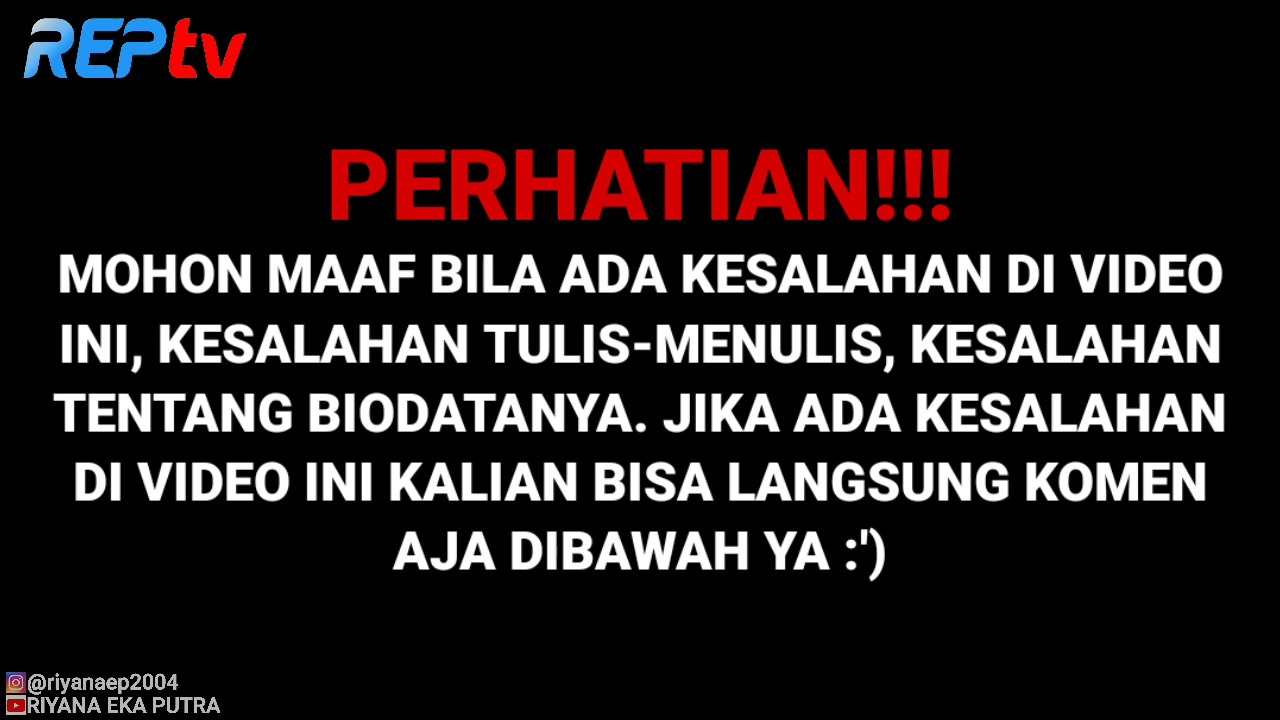 REPtv
PERHATIAN!!!
MOHON MAAF BILA ADA KESALAHAN DI VIDEO
INI, KESALAHAN TULIS-MENULIS, KESALAHAN
TENTANG BIODATANYA. JIKA ADA KESALAHAN
DI VIDEO INI KALIAN BISA LANGSUNG KOMEN
AJA DIBAWAH YA :')
@riyanaep2004
RIYANA EKA PUTRA